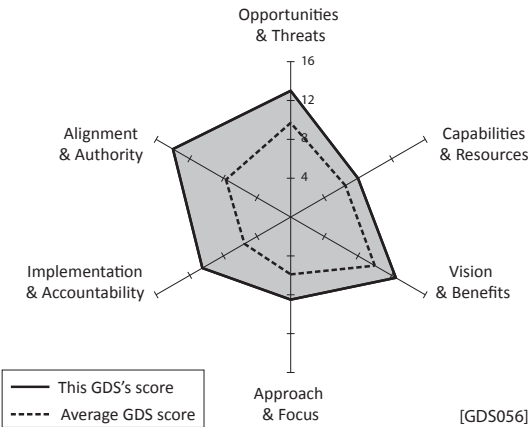 Opportunities
& Threats
16
12
8
4
Alignment
& Authority
Capabilities
& Resources
Implementation
& Accountability
Vision
& Benefits
Approach
& Focus
This GDS's score
Average GDS score
[GDS056]